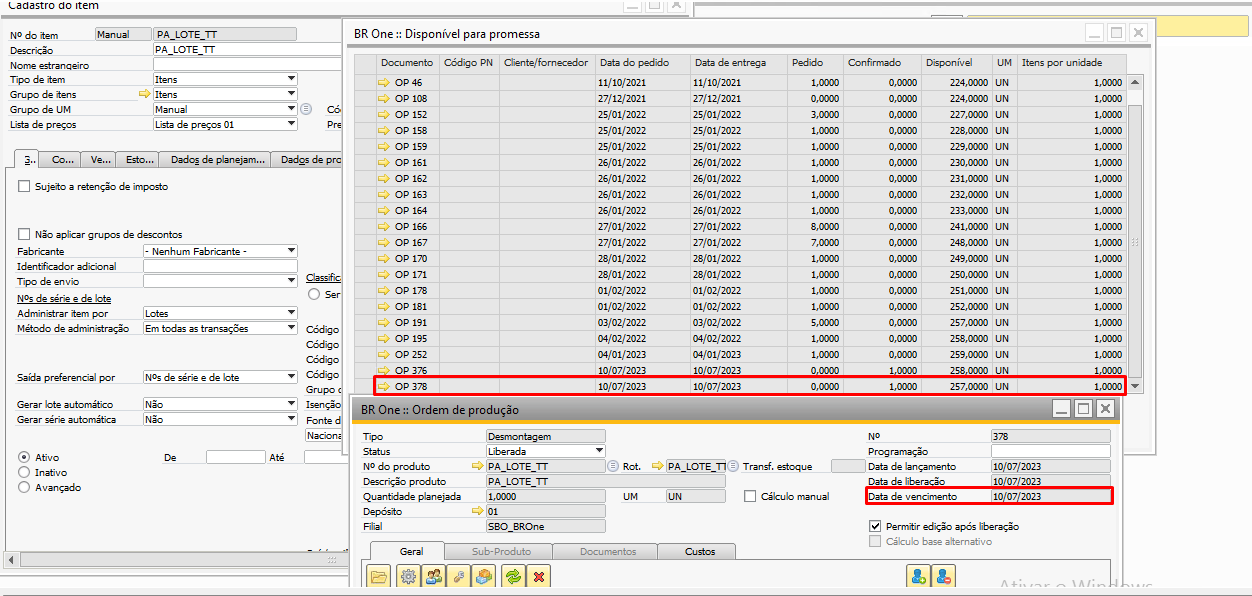 Cadastro do item
Nº do item Manual PA_LOTE_TT
Descrição PA_LOTE_TT
Nome estrangeiro
Tipo de item Itens
Grupo de itens Itens
Grupo de UM Manual
Lista de preços Lista de preços 01
Co... Ve... Esto... Dados de planejam... Dados de pro
Sujeito a retenção de imposto
Não aplicar grupos de descontos
Fabricante - Nenhum Fabricante -
Identificador adicional
Tipo de envio
Nºs de série e de lote
Administrar item por Lotes
Método de administração Em todas as transações
Saída preferencial por Nºs de série e de lote
Gerar lote automático Não
Gerar série automática Não
Ativo De Até
Inativo
Avançado
Có
Pre
Classifica
Ser
Código
Código
Código
Código
Grupo d
Isenção
Fonte d
Naciona
BR One :: Disponível para promessa
Documento Código PN Cliente/fornecedor Data do pedido Data de entrega Pedido Confirmado Disponível UM Itens por unidade
OP 46 11/10/2021 11/10/2021 1,0000 0,0000 224,0000 UN 1,0000
OP 108 27/12/2021 27/12/2021 0,0000 0,0000 224,0000 UN 1,0000
OP 152 25/01/2022 25/01/2022 3,0000 0,0000 227,0000 UN 1,0000
OP 158 25/01/2022 25/01/2022 1,0000 0,0000 228,0000 UN 1,0000
OP 159 25/01/2022 25/01/2022 1,0000 0,0000 229,0000 UN 1,0000
OP 161 26/01/2022 26/01/2022 1,0000 0,0000 230,0000 UN 1,0000
OP 162 26/01/2022 26/01/2022 1,0000 0,0000 231,0000 UN 1,0000
OP 163 26/01/2022 26/01/2022 1,0000 0,0000 232,0000 UN 1,0000
OP 164 26/01/2022 26/01/2022 1,0000 0,0000 233,0000 UN 1,0000
OP 166 27/01/2022 27/01/2022 8,0000 0,0000 241,0000 UN 1,0000
OP 167 27/01/2022 27/01/2022 7,0000 0,0000 248,0000 UN 1,0000
OP 170 28/01/2022 28/01/2022 1,0000 0,0000 249,0000 UN 1,0000
OP 171 28/01/2022 28/01/2022 1,0000 0,0000 250,0000 UN 1,0000
OP 178 01/02/2022 01/02/2022 1,0000 0,0000 251,0000 UN 1,0000
OP 181 01/02/2022 01/02/2022 1,0000 0,0000 252,0000 UN 1,0000
OP 191 03/02/2022 03/02/2022 5,0000 0,0000 257,0000 UN 1,0000
OP 195 04/02/2022 04/02/2022 1,0000 0,0000 258,0000 UN 1,0000
OP 252 04/01/2023 04/01/2023 1,0000 0,0000 259,0000 UN 1,0000
OP 376 10/07/2023 10/07/2023 0,0000 1,0000 258,0000 UN 1,0000
OP 378 10/07/2023 10/07/2023 0,0000 1,0000 257,0000 UN 1,0000
BR One :: Ordem de produção
Tipo Desmontagem Nº 378
Status Liberada Programação
Nº do produto PA_LOTE_TT Rot. PA_LOTE_TT Transf. estoque Data de lançamento 10/07/2023
Descrição produto PA_LOTE_TT Data de liberação 10/07/2023
Quantidade planejada 1,0000 UM UN Cálculo manual Data de vencimento 10/07/2023
Depósito 01
Filial SBO_BROne Permitir edição após liberação
Cálculo base alternativo
Geral Sub-Produto Documentos Custos
Ativar o Windows